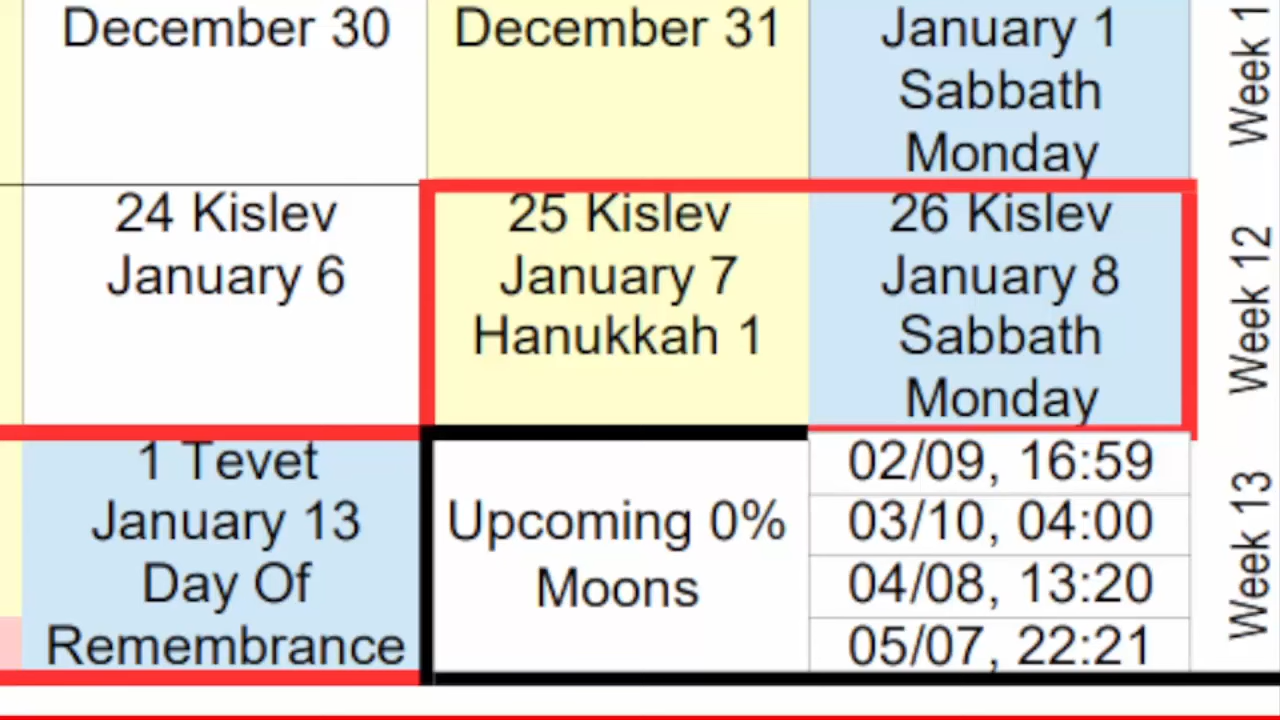 December 30
December 31
January 1
Sabbath
Monday
Week 1
24 Kislev
January 6
25 Kislev
January 7
Hanukkah 1
26 Kislev
January 8
Sabbath
Monday
Week 12
1 Tevet
January 13
Day Of
Remembrance
Upcoming 0%
Moons
02/09, 16:59
03/10, 04:00
04/08, 13:20
05/07, 22:21
Week 13